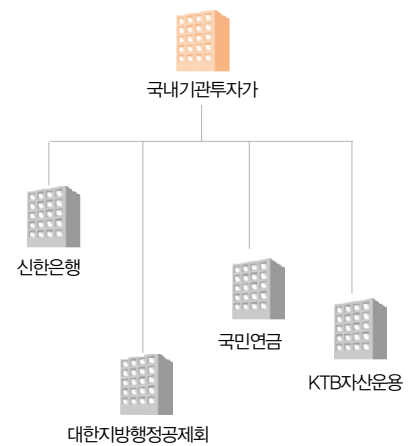 국내기관투자가
신한은행
국민연금
KTB자산운용
대한지방행정공제회